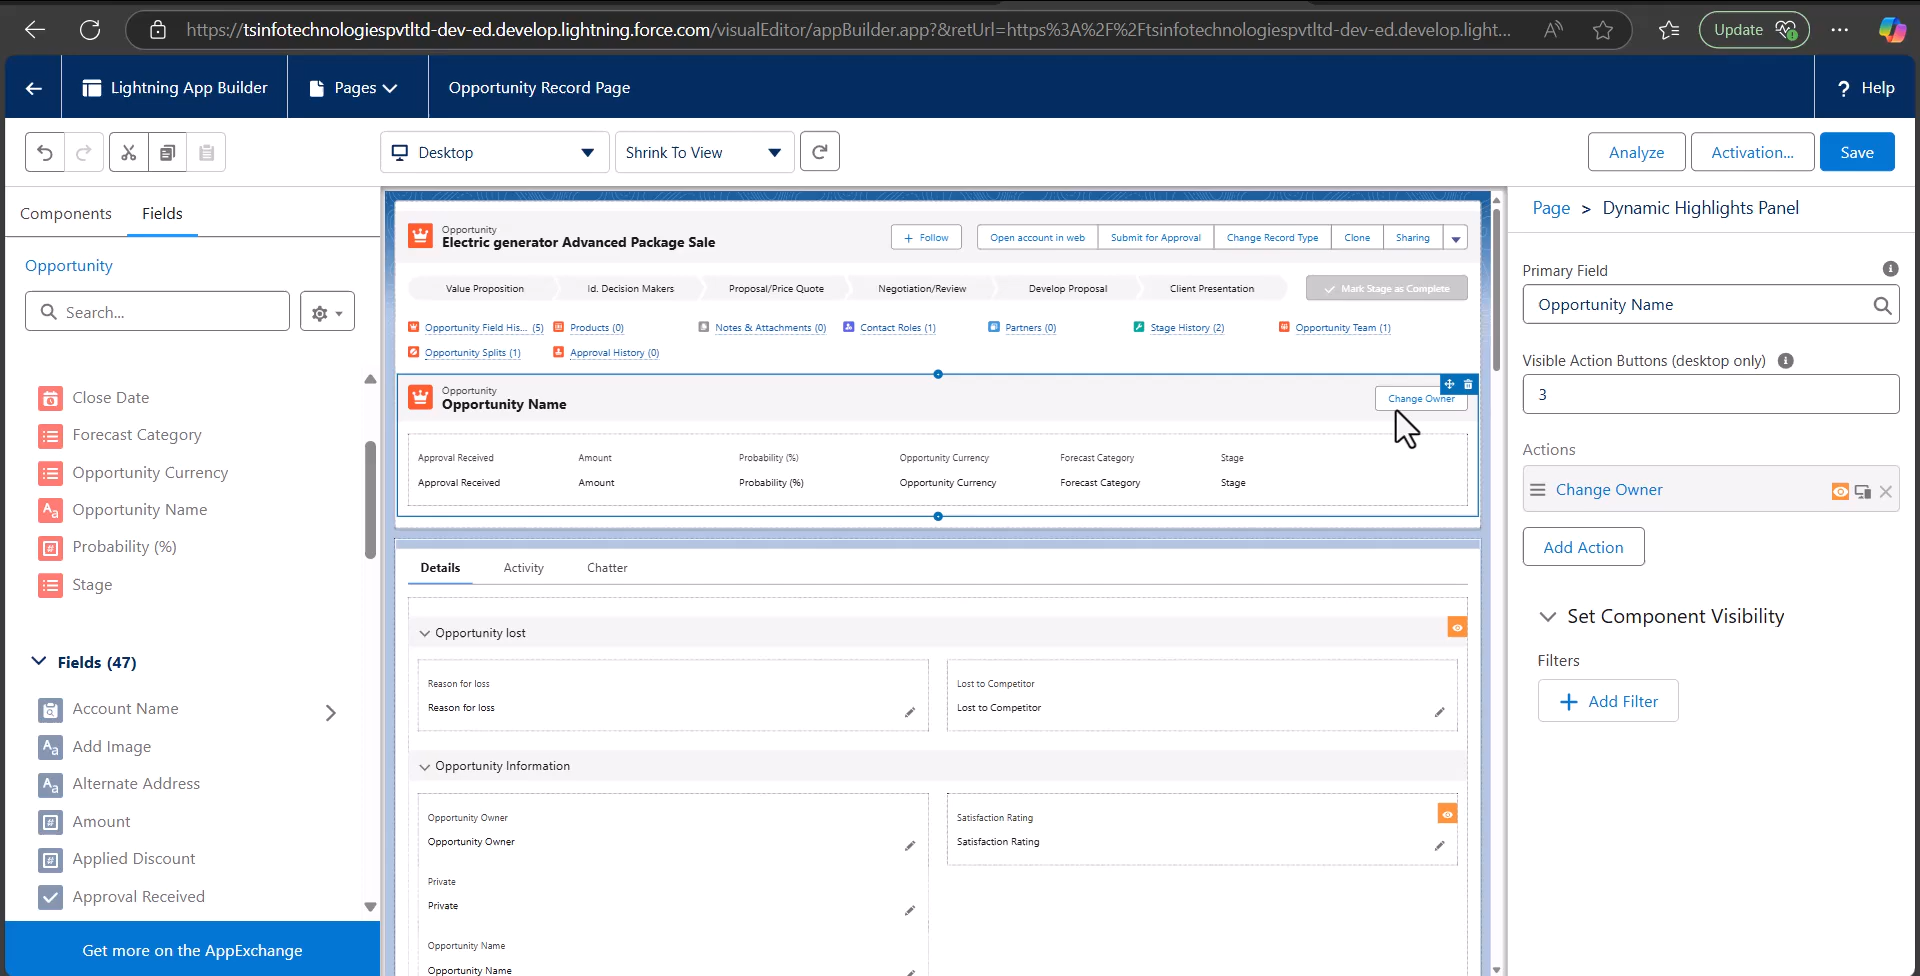 https://tsinfotechnologiespvtltd-dev-ed.develop.lightning.force.com/visualEditor/appBuilder.app?&retUrl=https%3A%2F%2Ftsinfotechnologiespvtltd-dev-ed.develop.light...
Update
Lightning App Builder
Pages
Opportunity Record Page
? Help
Desktop
Shrink To View
Analyze
Activation...
Save
Components
Fields
Opportunity
Search...
Close Date
Forecast Category
Opportunity Currency
Opportunity Name
Probability (%)
Stage
Fields (47)
Account Name
Add Image
Alternate Address
Amount
Applied Discount
Approval Received
Get more on the AppExchange
Opportunity
Electric generator Advanced Package Sale
+ Follow
Open account in web
Submit for Approval
Change Record Type
Clone
Sharing
Value Proposition
Id. Decision Makers
Proposal/Price Quote
Negotiation/Review
Develop Proposal
Client Presentation
Mark Stage as Complete
Opportunity Field His... (5)
Products (0)
Notes & Attachments (0)
Contact Roles (1)
Partners (0)
Stage History (2)
Opportunity Team (1)
Opportunity Splits (1)
Approval History (0)
Opportunity
Opportunity Name
Change Owner
Approval Received
Amount
Probability (%)
Opportunity Currency
Forecast Category
Stage
Approval Received
Amount
Probability (%)
Opportunity Currency
Forecast Category
Stage
Details
Activity
Chatter
Opportunity lost
Reason for loss
Reason for loss
Lost to Competitor
Lost to Competitor
Opportunity Information
Opportunity Owner
Opportunity Owner
Satisfaction Rating
Satisfaction Rating
Private
Private
Opportunity Name
Opportunity Name
Page > Dynamic Highlights Panel
Primary Field
Opportunity Name
Visible Action Buttons (desktop only)
3
Actions
Change Owner
Add Action
Set Component Visibility
Filters
+ Add Filter